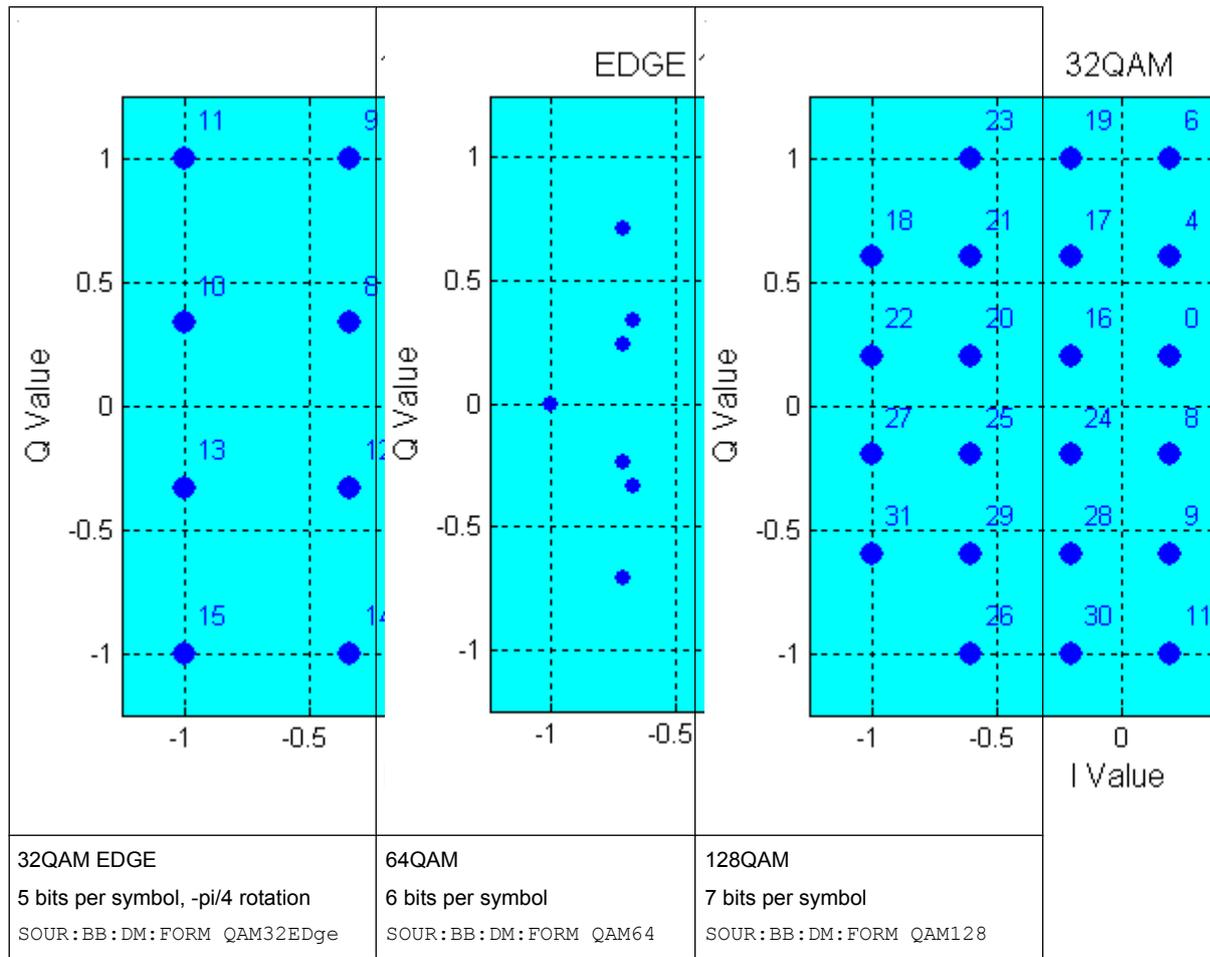 EDGE
32QAM
11 9
1
10 8
0.5
Q Value
0
13 12
-0.5
15 14
-1
-1 -0.5
1
0.5
Q Value
0
-0.5
-1
-1 -0.5
23 19 6
1
18 21 17 4
0.5
22 20 16 0
Q Value
0
27 25 24 8
31 29 28 9
-0.5
26 30 11
-1
-1 -0.5 0
I Value
32QAM EDGE
5 bits per symbol, -pi/4 rotation
SOUR:BB:DM:FORM QAM32EDge
64QAM
6 bits per symbol
SOUR:BB:DM:FORM QAM64
128QAM
7 bits per symbol
SOUR:BB:DM:FORM QAM128